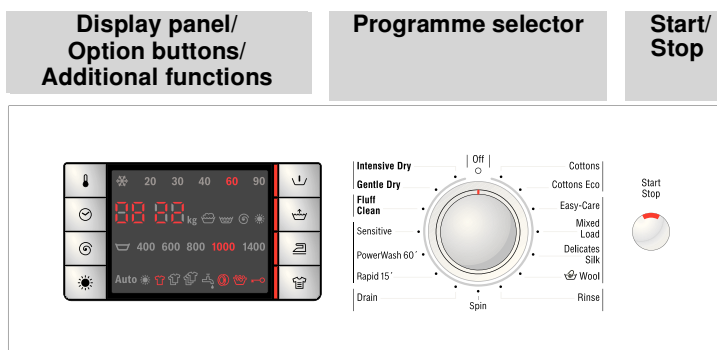 Display panel/
Option buttons/
Additional functions
Programme selector
Start/
Stop
20 30 40 60 90
88 88 kg
400 600 800 1000 1400
Auto
Off
Intensive Dry
Gentle Dry
Fluff
Clean
Sensitive
PowerWash 60´
Rapid 15´
Drain
Spin
Cottons
Cottons Eco
Easy-Care
Mixed
Load
Delicates
Silk
Wool
Rinse
Start
Stop